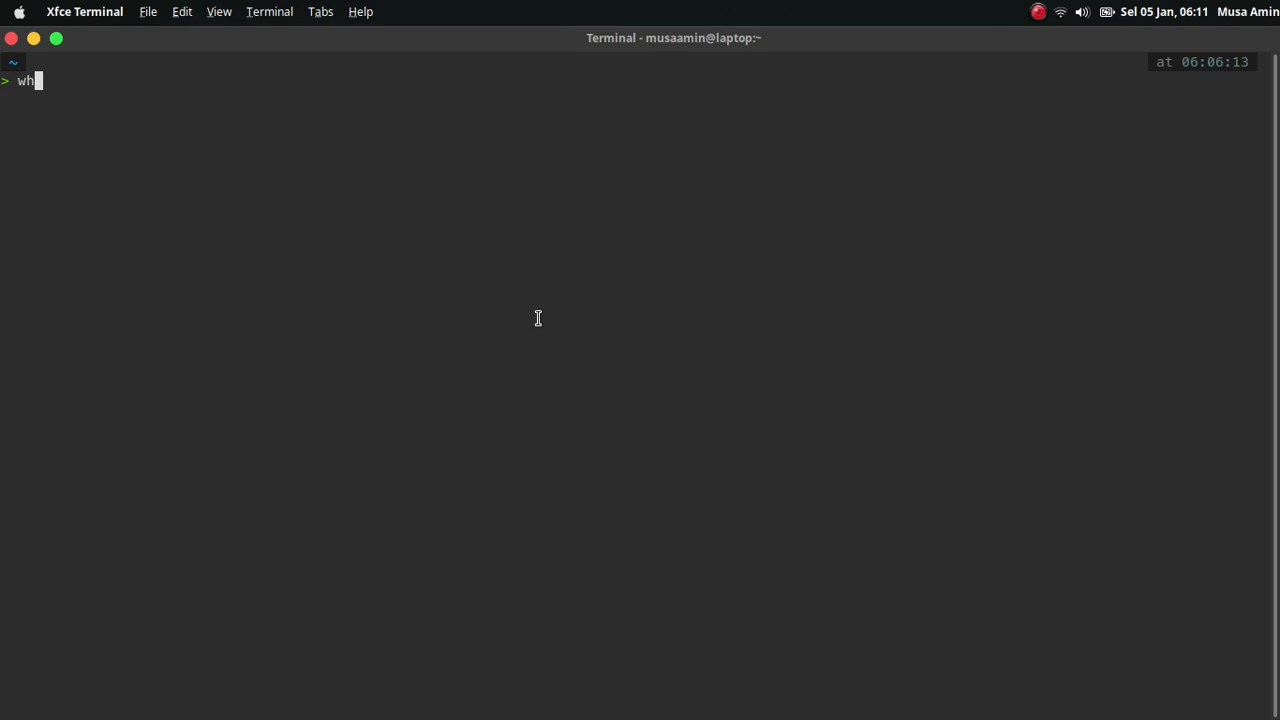 Xfce Terminal File Edit View Terminal Tabs Help Sel 05 Jan, 06:11 Musa Amin
Terminal - musaamin@laptop:~
~ at 06:06:13
> wh